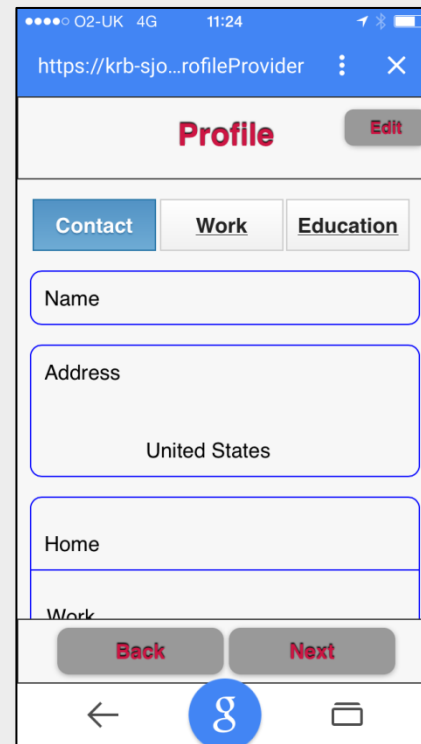 O2-UK 4G 11:24
https://krb-sjo...rofileProvider
Profile Edit
Contact Work Education
Name
Address
United States
Home
Work
Back Next
g